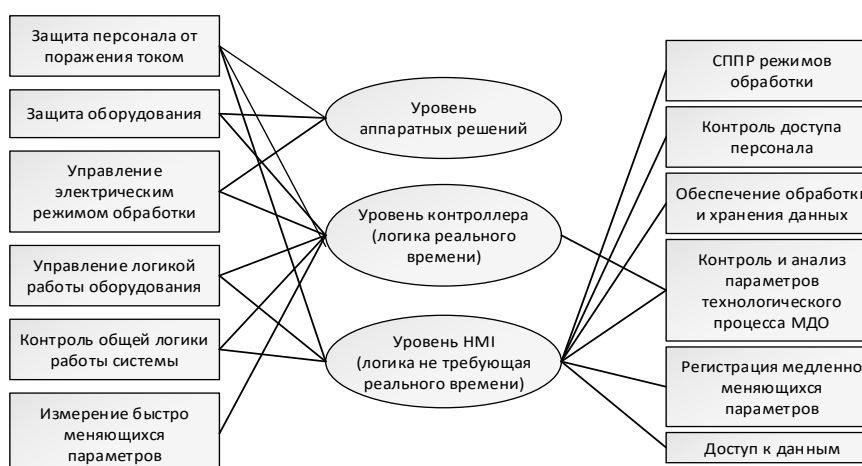 Защита персонала от
поражения током
Защита оборудования
Управление
электрическим
режимом обработки
Управление логикой
работы оборудования
Контроль общей логики
работы системы
Измерение быстро
меняющихся
параметров
Уровень
аппаратных решений
Уровень контроллера
(логика реального
времени)
Уровень HMI
(логика не требующая
реального времени)
СППР режимов
обработки
Контроль доступа
персонала
Обеспечение обработки
и хранения данных
Контроль и анализ
параметров
технологического
процесса МДО
Регистрация медленно
меняющихся
параметров
Доступ к данным